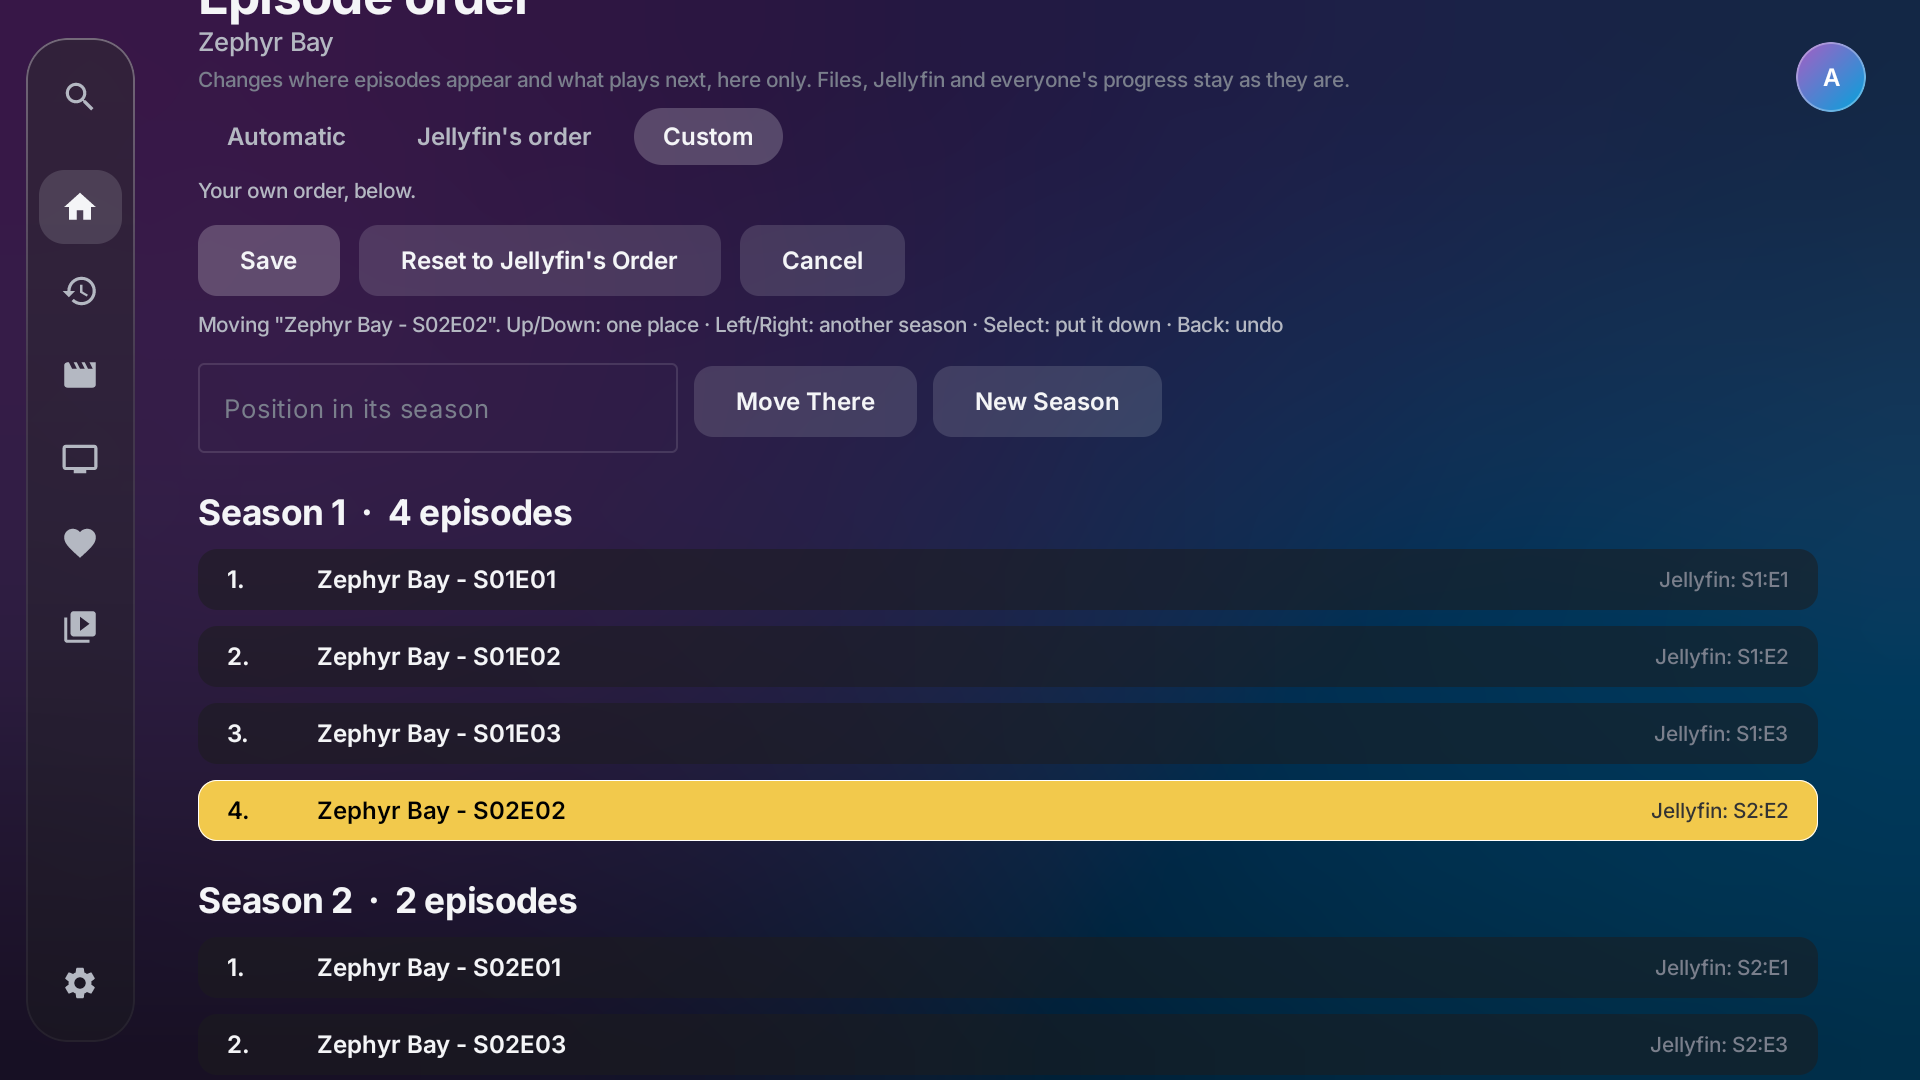 Episode order
Zephyr Bay
Changes where episodes appear and what plays next, here only. Files, Jellyfin and everyone's progress stay as they are.
A
Automatic
Jellyfin's order
Custom
Your own order, below.
Save
Reset to Jellyfin's Order
Cancel
Moving "Zephyr Bay - S02E02". Up/Down: one place · Left/Right: another season · Select: put it down · Back: undo
Position in its season
Move There
New Season
Season 1 · 4 episodes
1. Zephyr Bay - S01E01 Jellyfin: S1:E1
2. Zephyr Bay - S01E02 Jellyfin: S1:E2
3. Zephyr Bay - S01E03 Jellyfin: S1:E3
4. Zephyr Bay - S02E02 Jellyfin: S2:E2
Season 2 · 2 episodes
1. Zephyr Bay - S02E01 Jellyfin: S2:E1
2. Zephyr Bay - S02E03 Jellyfin: S2:E3